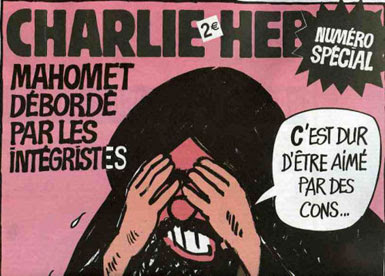 CHARLIE HEB
2€
NUMÉRO
SPÉCIAL
MAHOMET
DÉBORDÉ
PAR LES
INTÉGRISTES
C'EST DUR
D'ÊTRE AIMÉ
PAR DES
CONS...